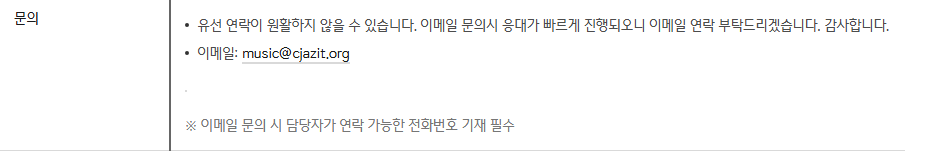 문의
• 유선 연락이 원활하지 않을 수 있습니다. 이메일 문의시 응대가 빠르게 진행되오니 이메일 연락 부탁드리겠습니다. 감사합니다.
• 이메일: music@cjazit.org
.
※ 이메일 문의 시 담당자가 연락 가능한 전화번호 기재 필수